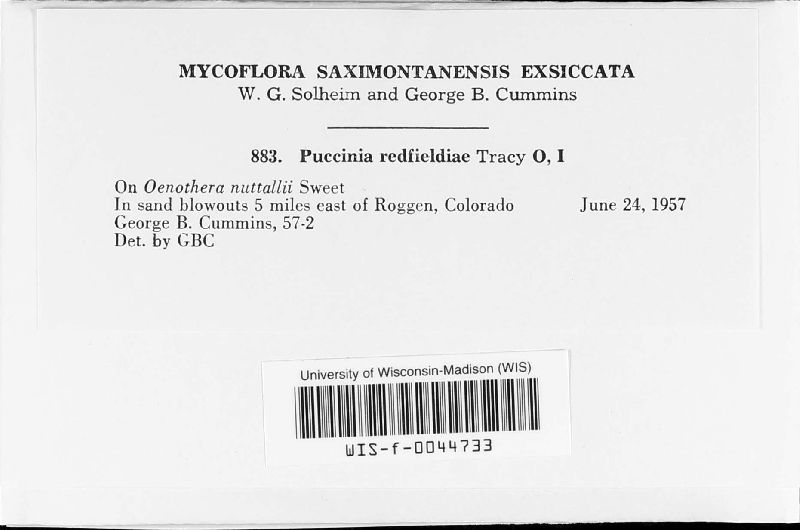 MYCOFLORA SAXIMONTANENSIS EXSICCATA
W. G. Solheim and George B. Cummins
883. Puccinia redfieldiae Tracy O, I
On Oenothera nuttallii Sweet
In sand blowouts 5 miles east of Roggen, Colorado June 24, 1957
George B. Cummins, 57-2
Det. by GBC
University of Wisconsin-Madison (WIS)
WIS-f-0044733